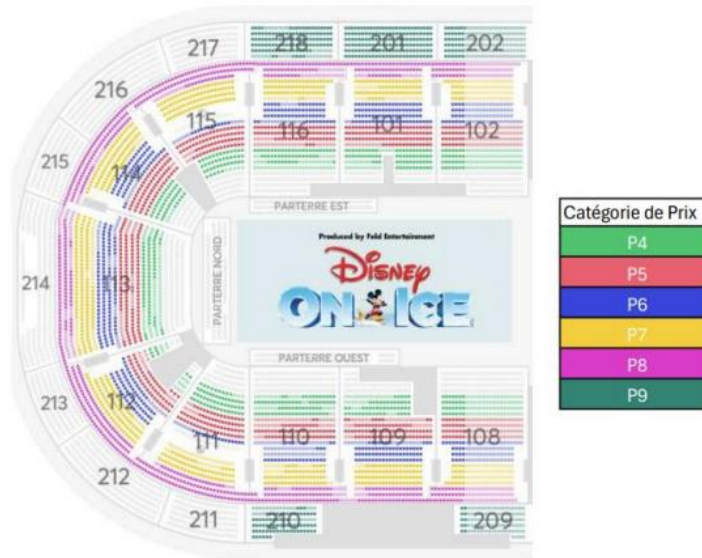 217
218
201
202
216
115
116
101
102
215
114
PARTERRE EST
Catégorie de Prix
P4
P5
P6
P7
P8
P9
Produced by Feld Entertainment
Disney
ON ICE
PARTERRE NORD
214
113
PARTERRE OUEST
213
112
111
110
109
108
212
211
210
209